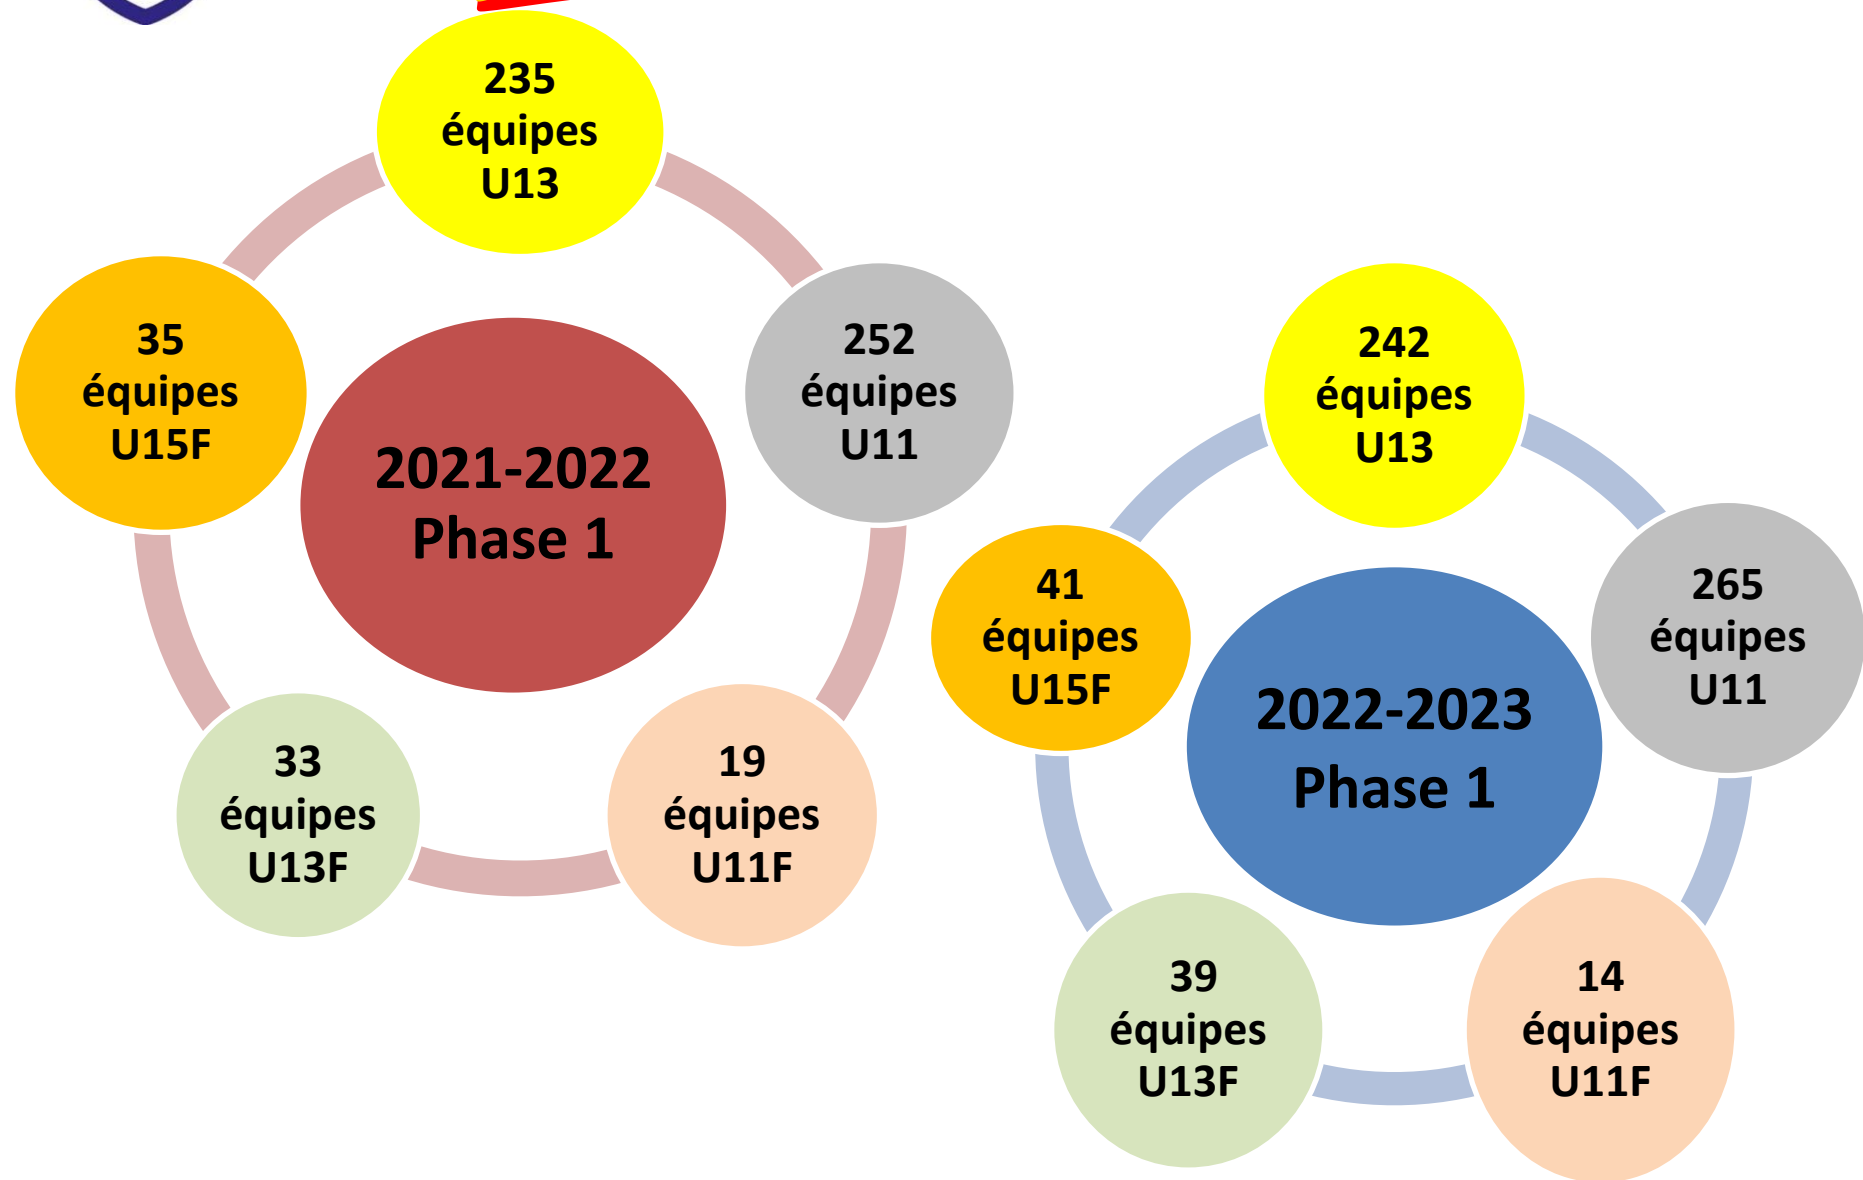 235
équipes
U13
35
équipes
U15F
252
équipes
U11
2021-2022
Phase 1
33
équipes
U13F
19
équipes
U11F
242
équipes
U13
41
équipes
U15F
265
équipes
U11
2022-2023
Phase 1
39
équipes
U13F
14
équipes
U11F